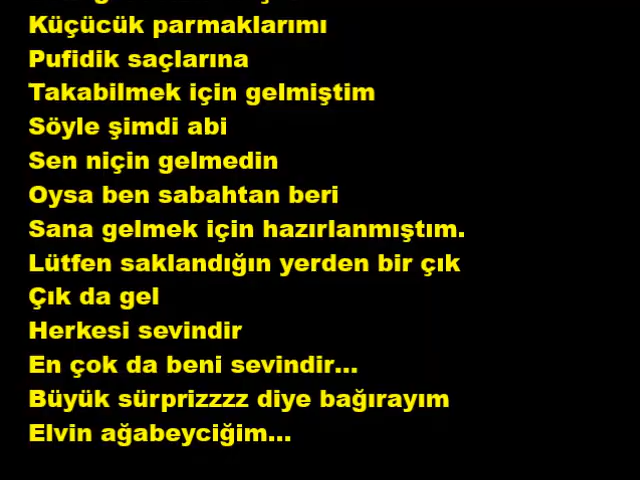 Küçücük parmaklarımı
Pufidik saçlarına
Takabilmek için gelmiştim
Söyle şimdi abi
Sen niçin gelmedin
Oysa ben sabahtan beri
Sana gelmek için hazırlanmıştım.
Lütfen saklandığın yerden bir çık
Çık da gel
Herkesi sevindir
En çok da beni sevindir...
Büyük sürprizzzz diye bağırayım
Elvin ağabeyciğim...